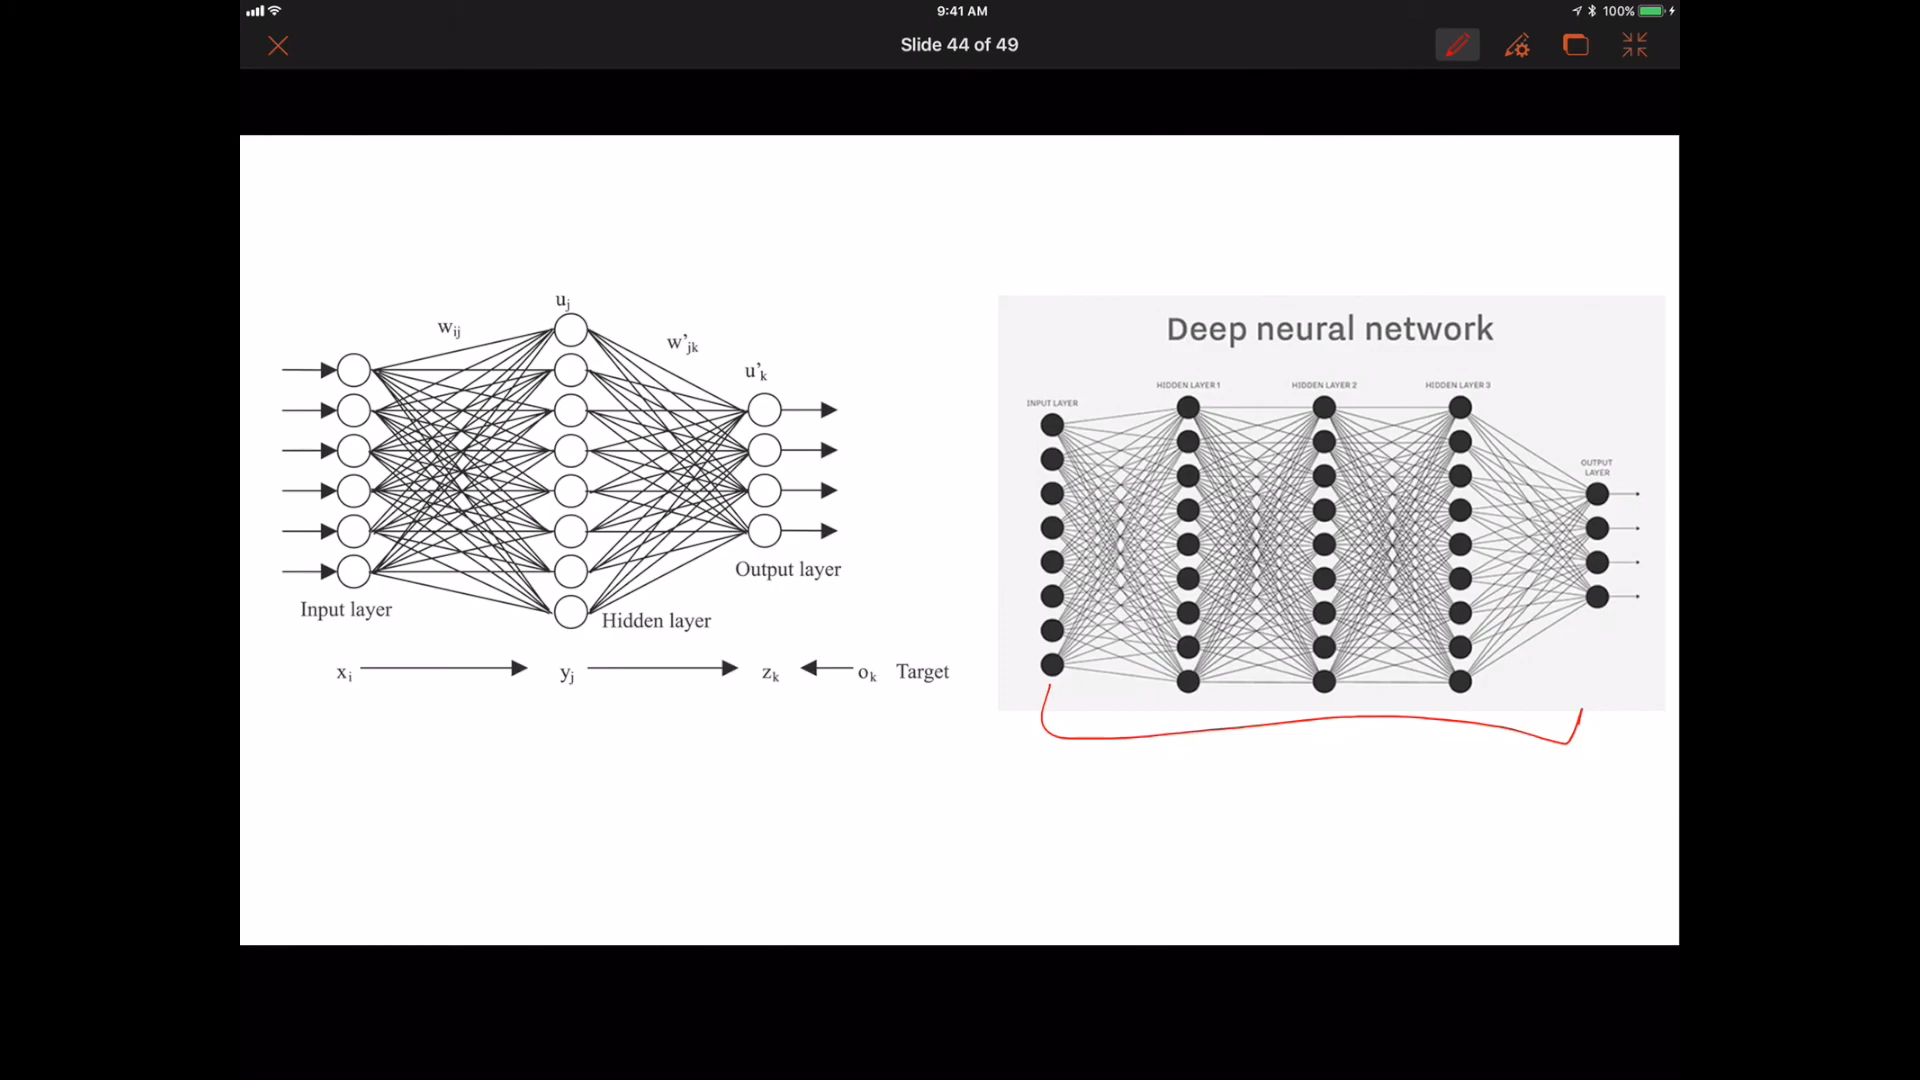 9:41 AM
100%
Slide 44 of 49
uj
wij
w’jk
u’k
Output layer
Input layer
Hidden layer
xi
yj
zk
ok Target
Deep neural network
HIDDEN LAYER 1
HIDDEN LAYER 2
HIDDEN LAYER 3
INPUT LAYER
OUTPUT
LAYER